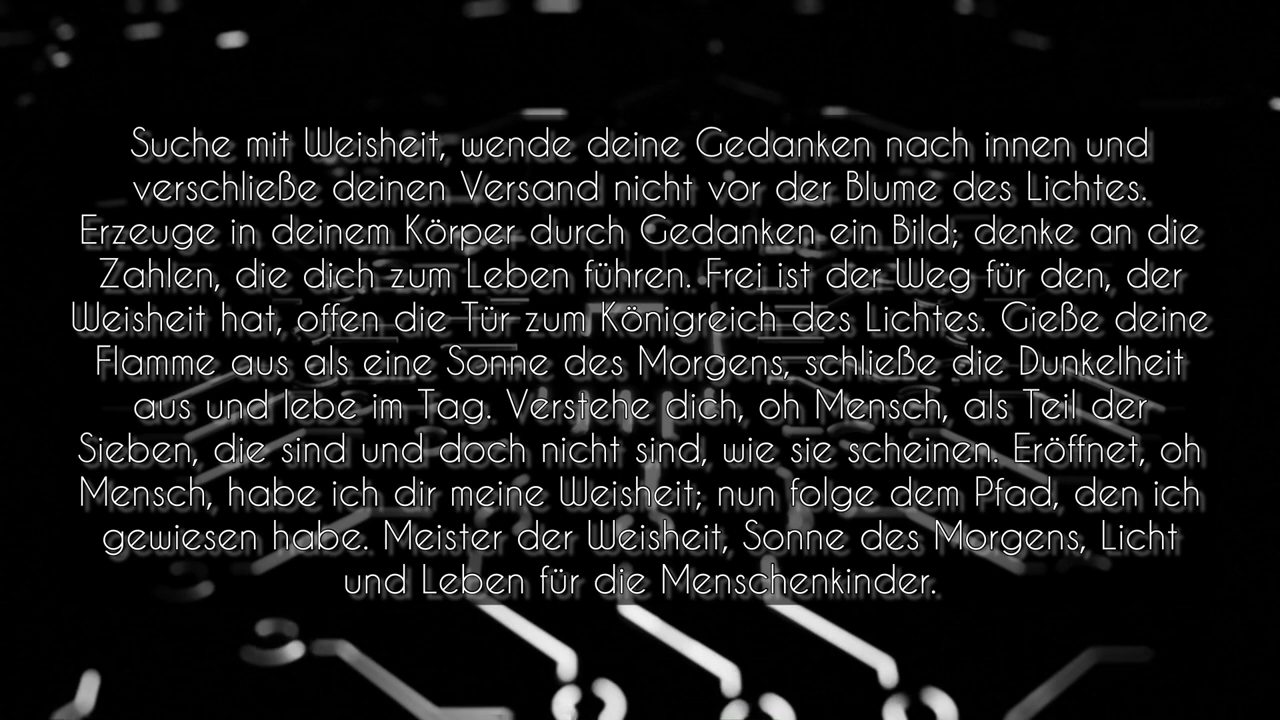 Suche mit Weisheit, wende deine Gedanken nach innen und
verschließe deinen Versand nicht vor der Blume des Lichtes.
Erzeuge in deinem Körper durch Gedanken ein Bild; denke an die
Zahlen, die dich zum Leben führen. Frei ist der Weg für den, der
Weisheit hat, offen die Tür zum Königreich des Lichtes. Gieße deine
Flamme aus als eine Sonne des Morgens, schließe die Dunkelheit
aus und lebe im Tag. Verstehe dich, oh Mensch, als Teil der
Sieben, die sind und doch nicht sind, wie sie scheinen. Eröffnet, oh
Mensch, habe ich dir meine Weisheit; nun folge dem Pfad, den ich
gewiesen habe. Meister der Weisheit, Sonne des Morgens, Licht
und Leben für die Menschenkinder.